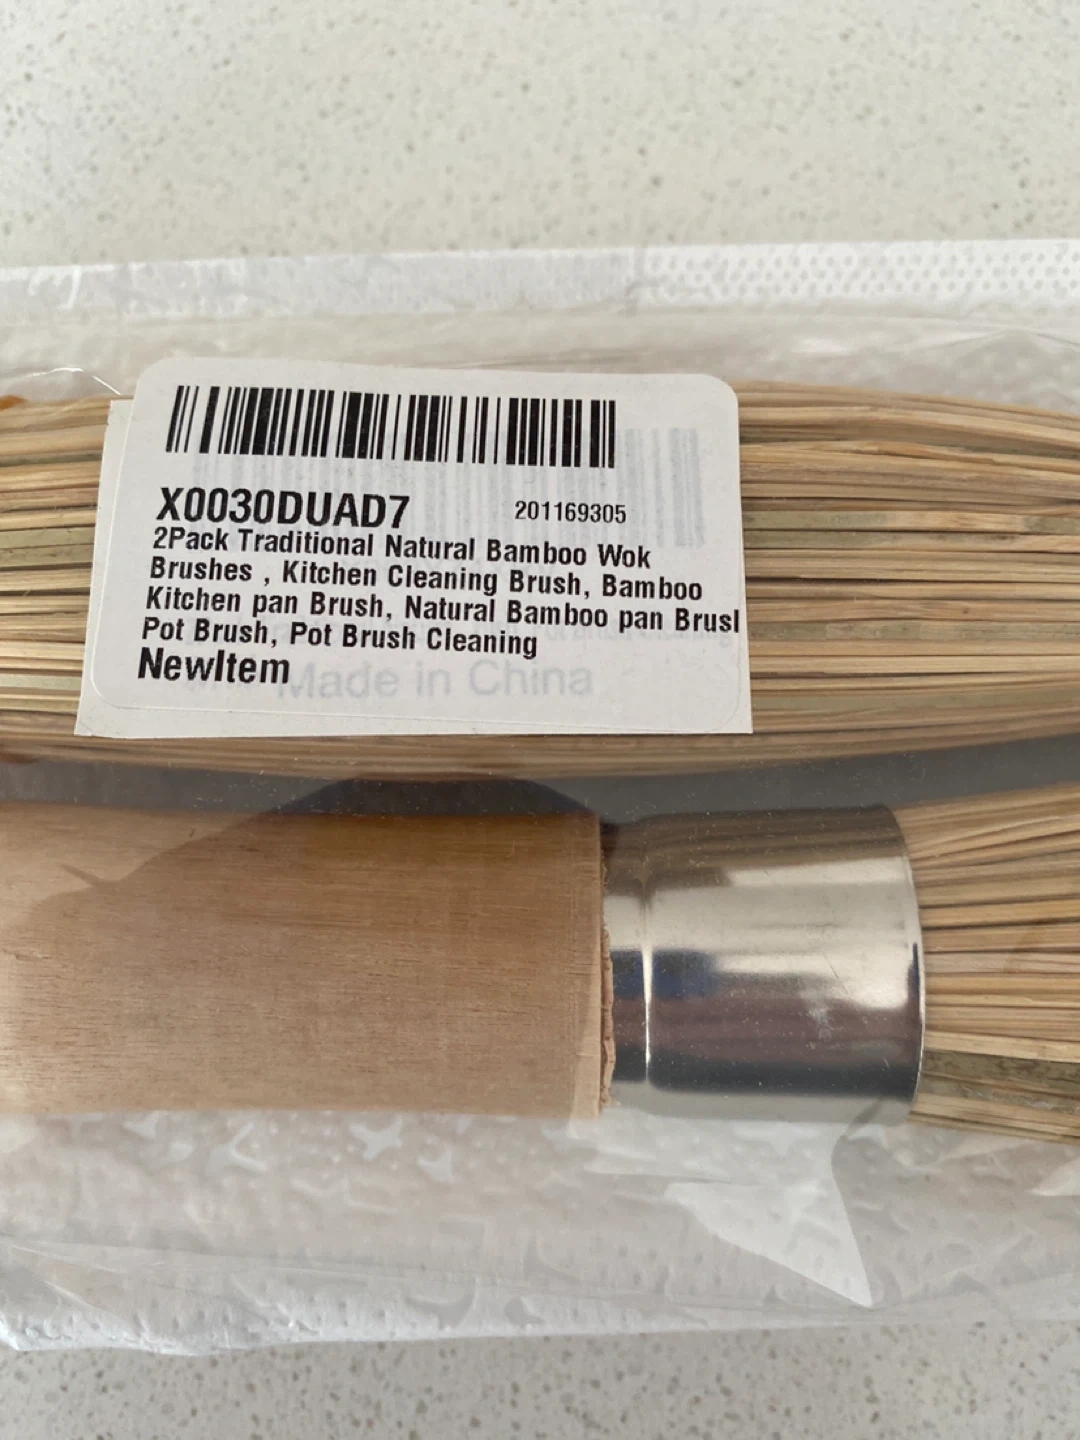 X0030DUAD7 201169305
2Pack Traditional Natural Bamboo Wok
Brushes , Kitchen Cleaning Brush, Bamboo
Kitchen pan Brush, Natural Bamboo pan Brusl
Pot Brush, Pot Brush Cleaning
NewItem
Made in China